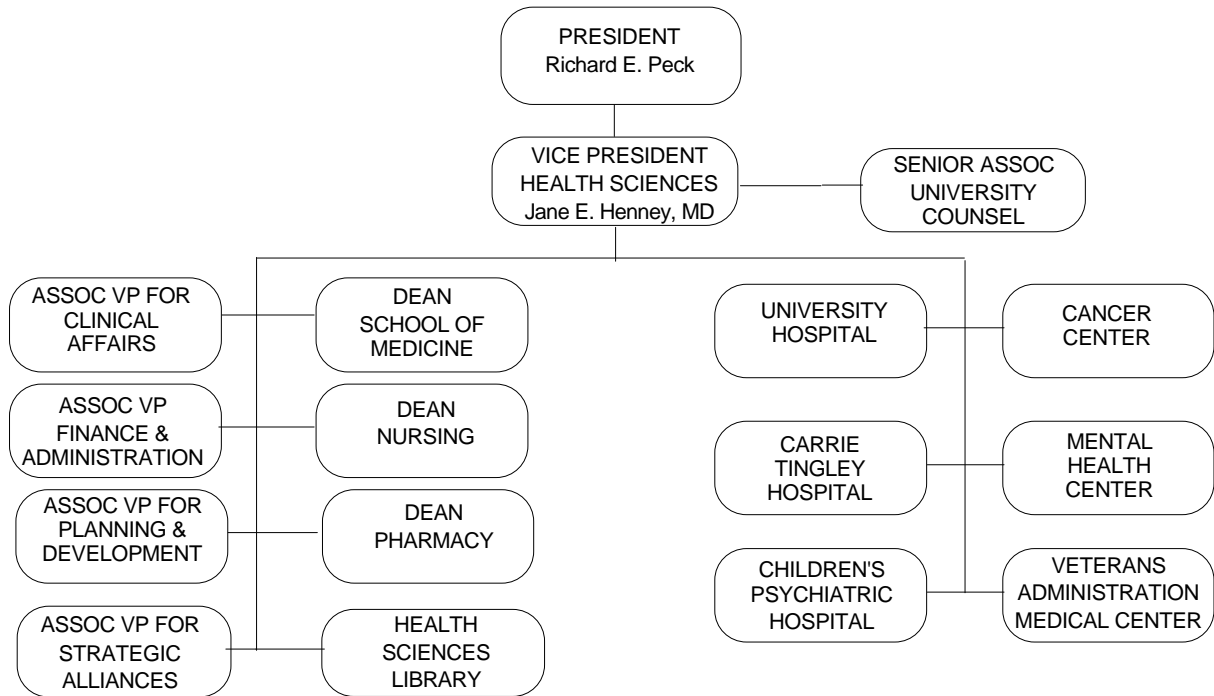 PRESIDENT
Richard E. Peck
VICE PRESIDENT
HEALTH SCIENCES
Jane E. Henney, MD
SENIOR ASSOC
UNIVERSITY
COUNSEL
ASSOC VP FOR
CLINICAL
AFFAIRS
DEAN
SCHOOL OF
MEDICINE
UNIVERSITY
HOSPITAL
CANCER
CENTER
ASSOC VP
FINANCE &
ADMINISTRATION
DEAN
NURSING
CARRIE
TINGLEY
HOSPITAL
MENTAL
HEALTH
CENTER
ASSOC VP FOR
PLANNING &
DEVELOPMENT
DEAN
PHARMACY
CHILDREN'S
PSYCHIATRIC
HOSPITAL
VETERANS
ADMINISTRATION
MEDICAL CENTER
ASSOC VP FOR
STRATEGIC
ALLIANCES
HEALTH
SCIENCES
LIBRARY